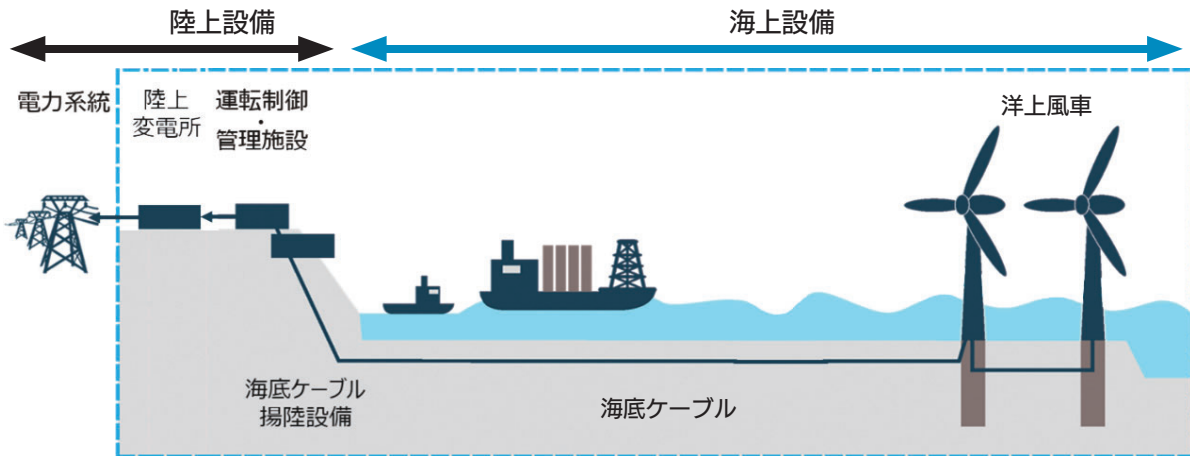 陸上設備
海上設備
電力系統
陸上
変電所
運転制御
・
管理施設
洋上風車
海底ケーブル
揚陸設備
海底ケーブル